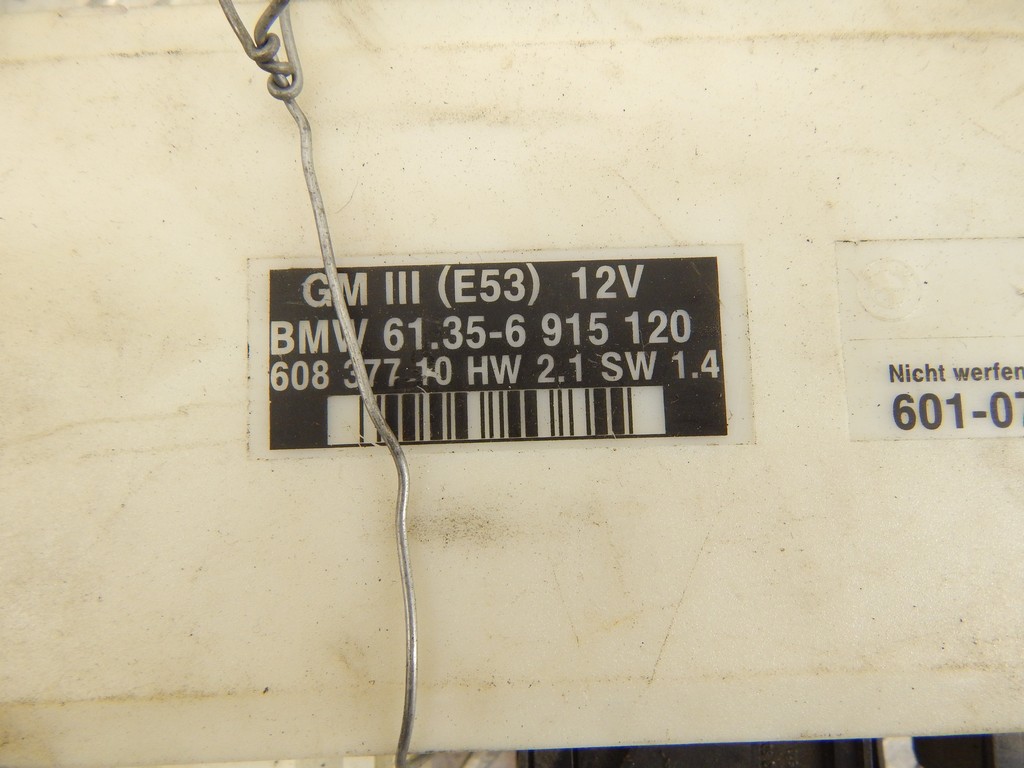 GM III (E53) 12V
BMW 61.35-6 915 120
608 377 10 HW 2.1 SW 1.4
Nicht werfen
601-07